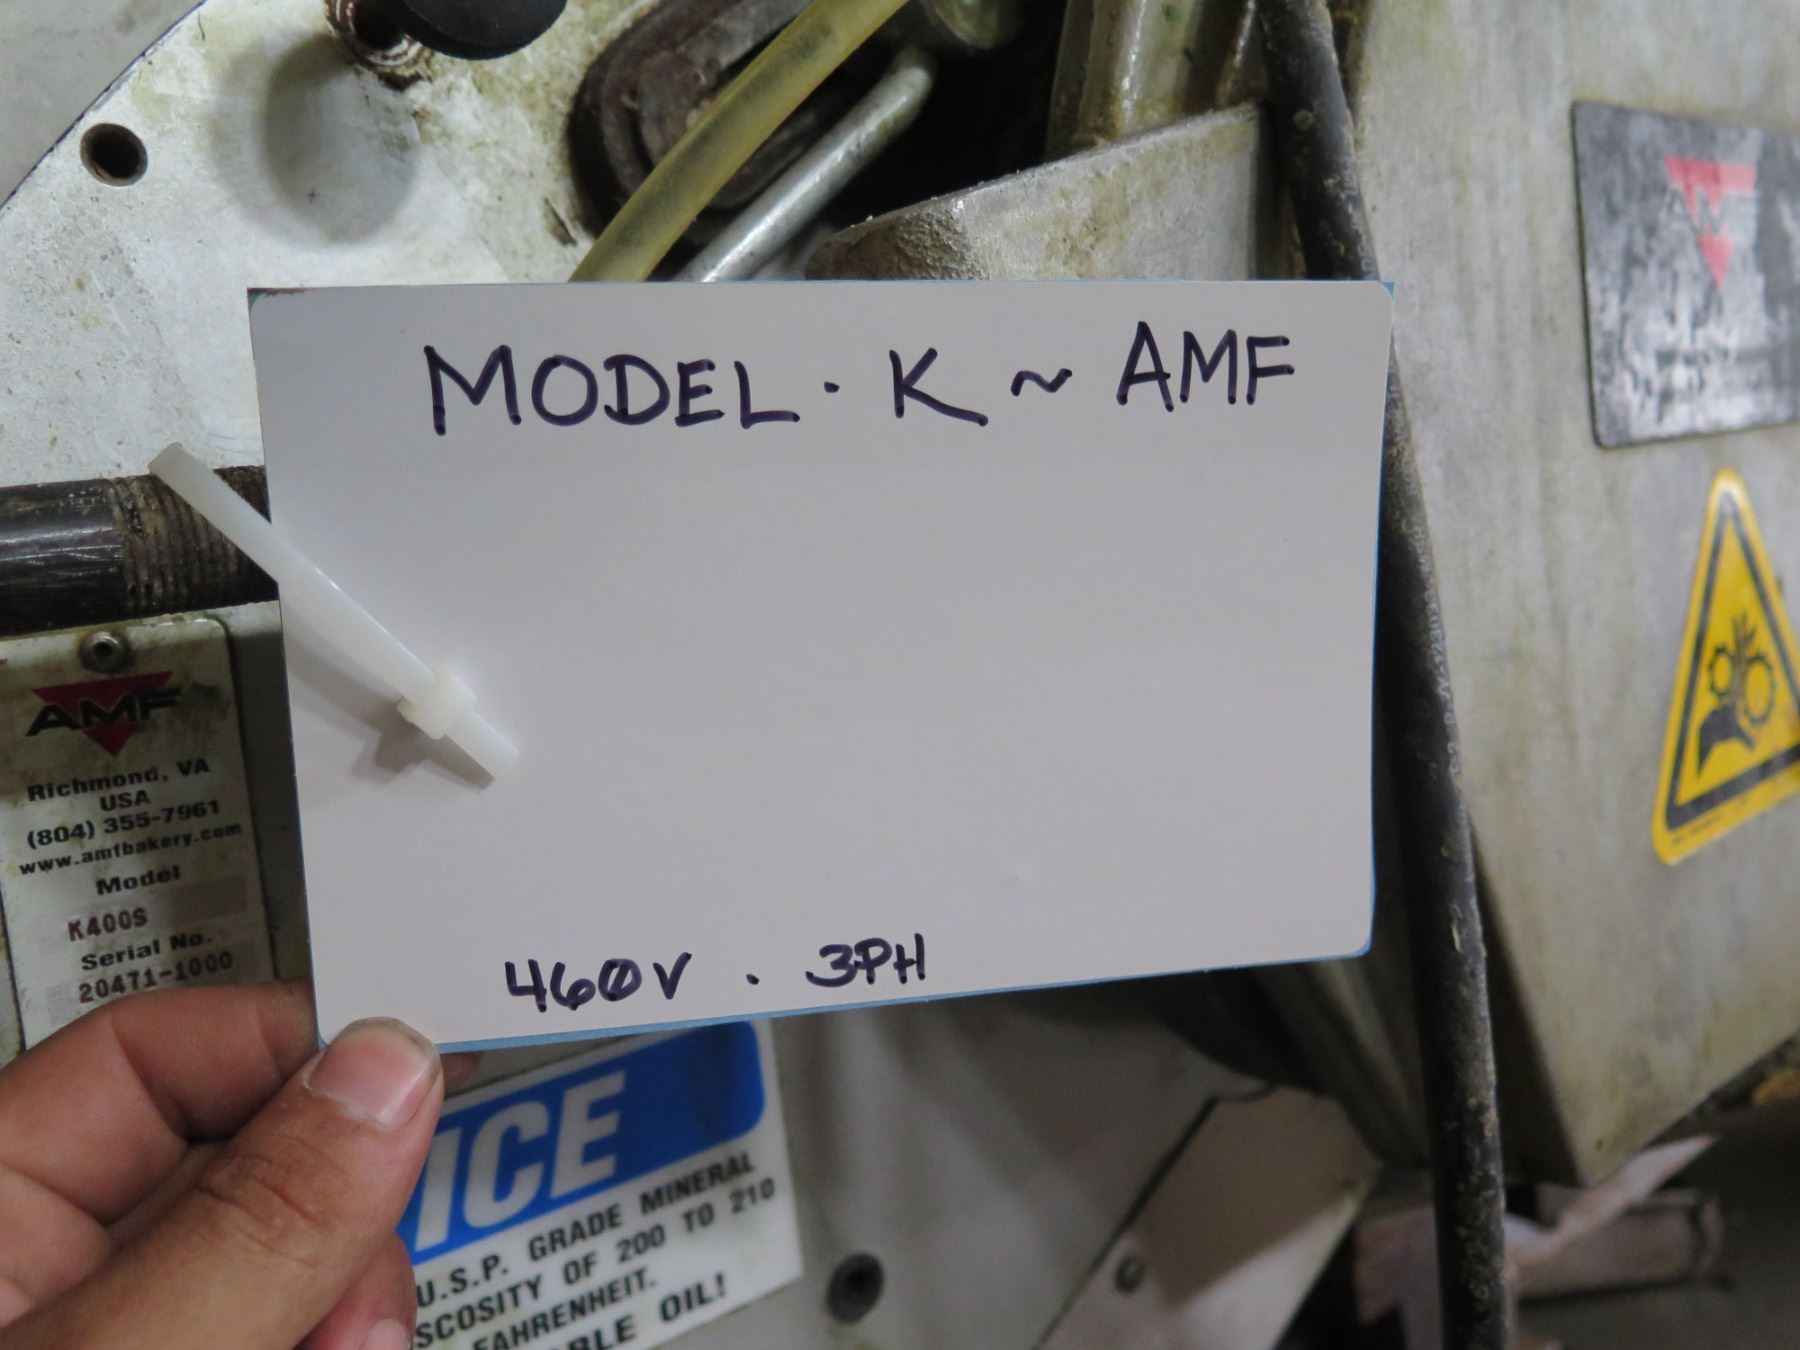 MODEL · K ~ AMF
460V . 3PH
AMF
Richmond, VA
USA
(804) 355-7961
www.amfbakery.com
Model
K400S
Serial No.
20471-1000
ICE
U.S.P. GRADE MINERAL
SCOSITY OF 200 TO 210
FAHRENHEIT.
BLE OIL!
AMF